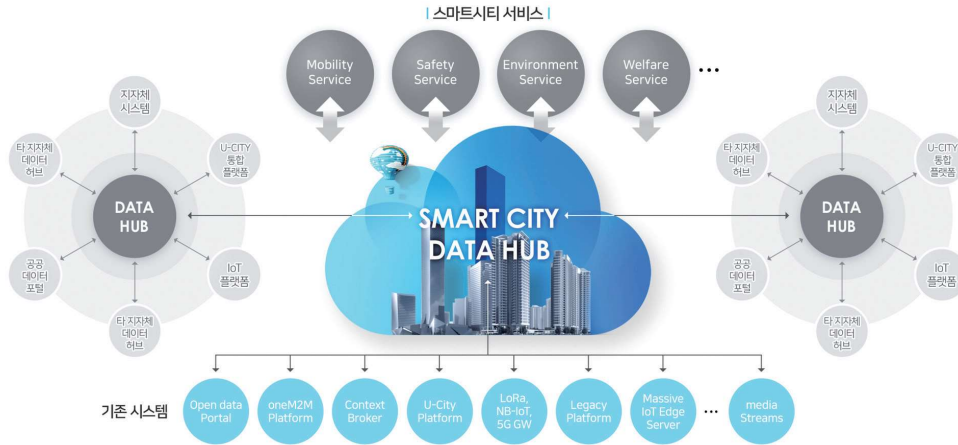 | 스마트시티 서비스 |
Mobility
Service
Safety
Service
Environment
Service
Welfare
Service
...
지자체
시스템
타 지자체
데이터
허브
U-CITY
통합
플랫폼
DATA
HUB
공공
데이터
포털
IoT
플랫폼
타 지자체
데이터
허브
SMART CITY
DATA HUB
지자체
시스템
타 지자체
데이터
허브
U-CITY
통합
플랫폼
DATA
HUB
공공
데이터
포털
IoT
플랫폼
타 지자체
데이터
허브
기존 시스템
Open data
Portal
oneM2M
Platform
Context
Broker
U-City
Platform
LoRa,
NB-IoT,
5G GW
Legacy
Platform
Massive
IoT Edge
Server
...
media
Streams